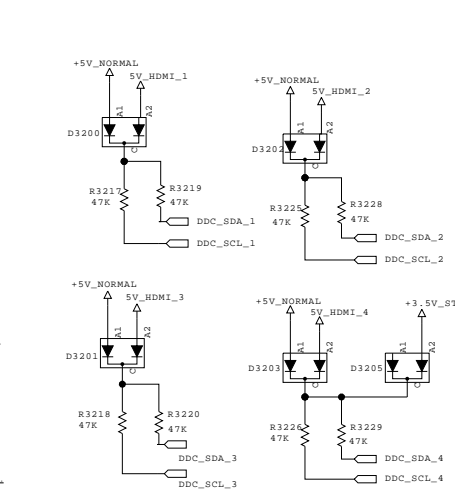 +5V_NORMAL
5V_HDMI_1
A1
A2
D3200
C
R3217
47K
R3219
47K
DDC_SDA_1
DDC_SCL_1
+5V_NORMAL
5V_HDMI_2
A1
A2
D3202
C
R3225
47K
R3228
47K
DDC_SDA_2
DDC_SCL_2
+5V_NORMAL
5V_HDMI_3
A1
A2
D3201
C
R3218
47K
R3220
47K
DDC_SDA_3
DDC_SCL_3
+5V_NORMAL
5V_HDMI_4
A1
A2
D3203
C
+3.5V_ST
A1
A2
D3205
C
R3226
47K
R3229
47K
DDC_SDA_4
DDC_SCL_4